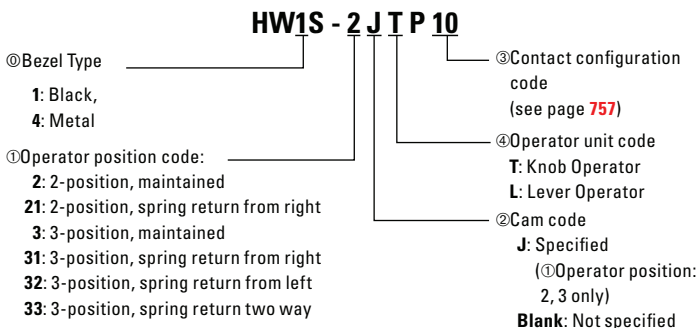 HW1S - 2 J T P 10
⓪Bezel Type
1: Black,
4: Metal
①Operator position code:
2: 2-position, maintained
21: 2-position, spring return from right
3: 3-position, maintained
31: 3-position, spring return from right
32: 3-position, spring return from left
33: 3-position, spring return two way
③Contact configuration
code
(see page 757)
④Operator unit code
T: Knob Operator
L: Lever Operator
②Cam code
J: Specified
(①Operator position:
2, 3 only)
Blank: Not specified